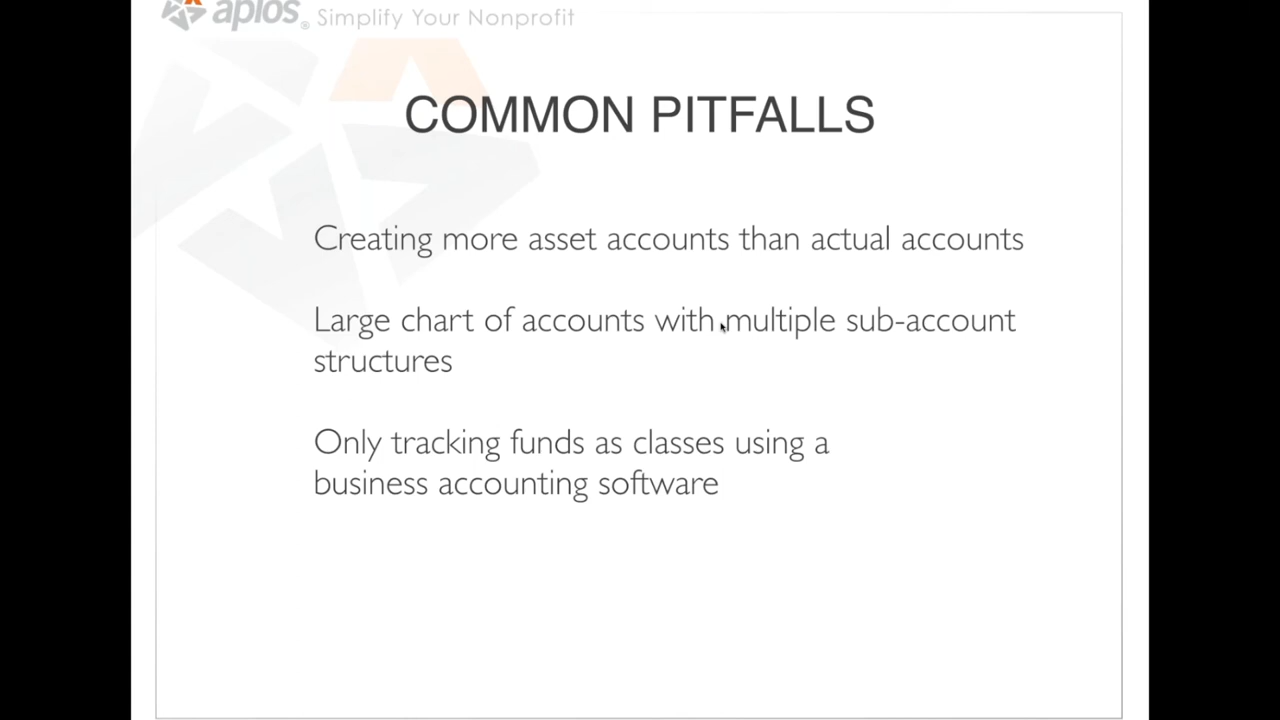 aplos® Simplify Your Nonprofit
COMMON PITFALLS
Creating more asset accounts than actual accounts
Large chart of accounts with multiple sub-account
structures
Only tracking funds as classes using a
business accounting software